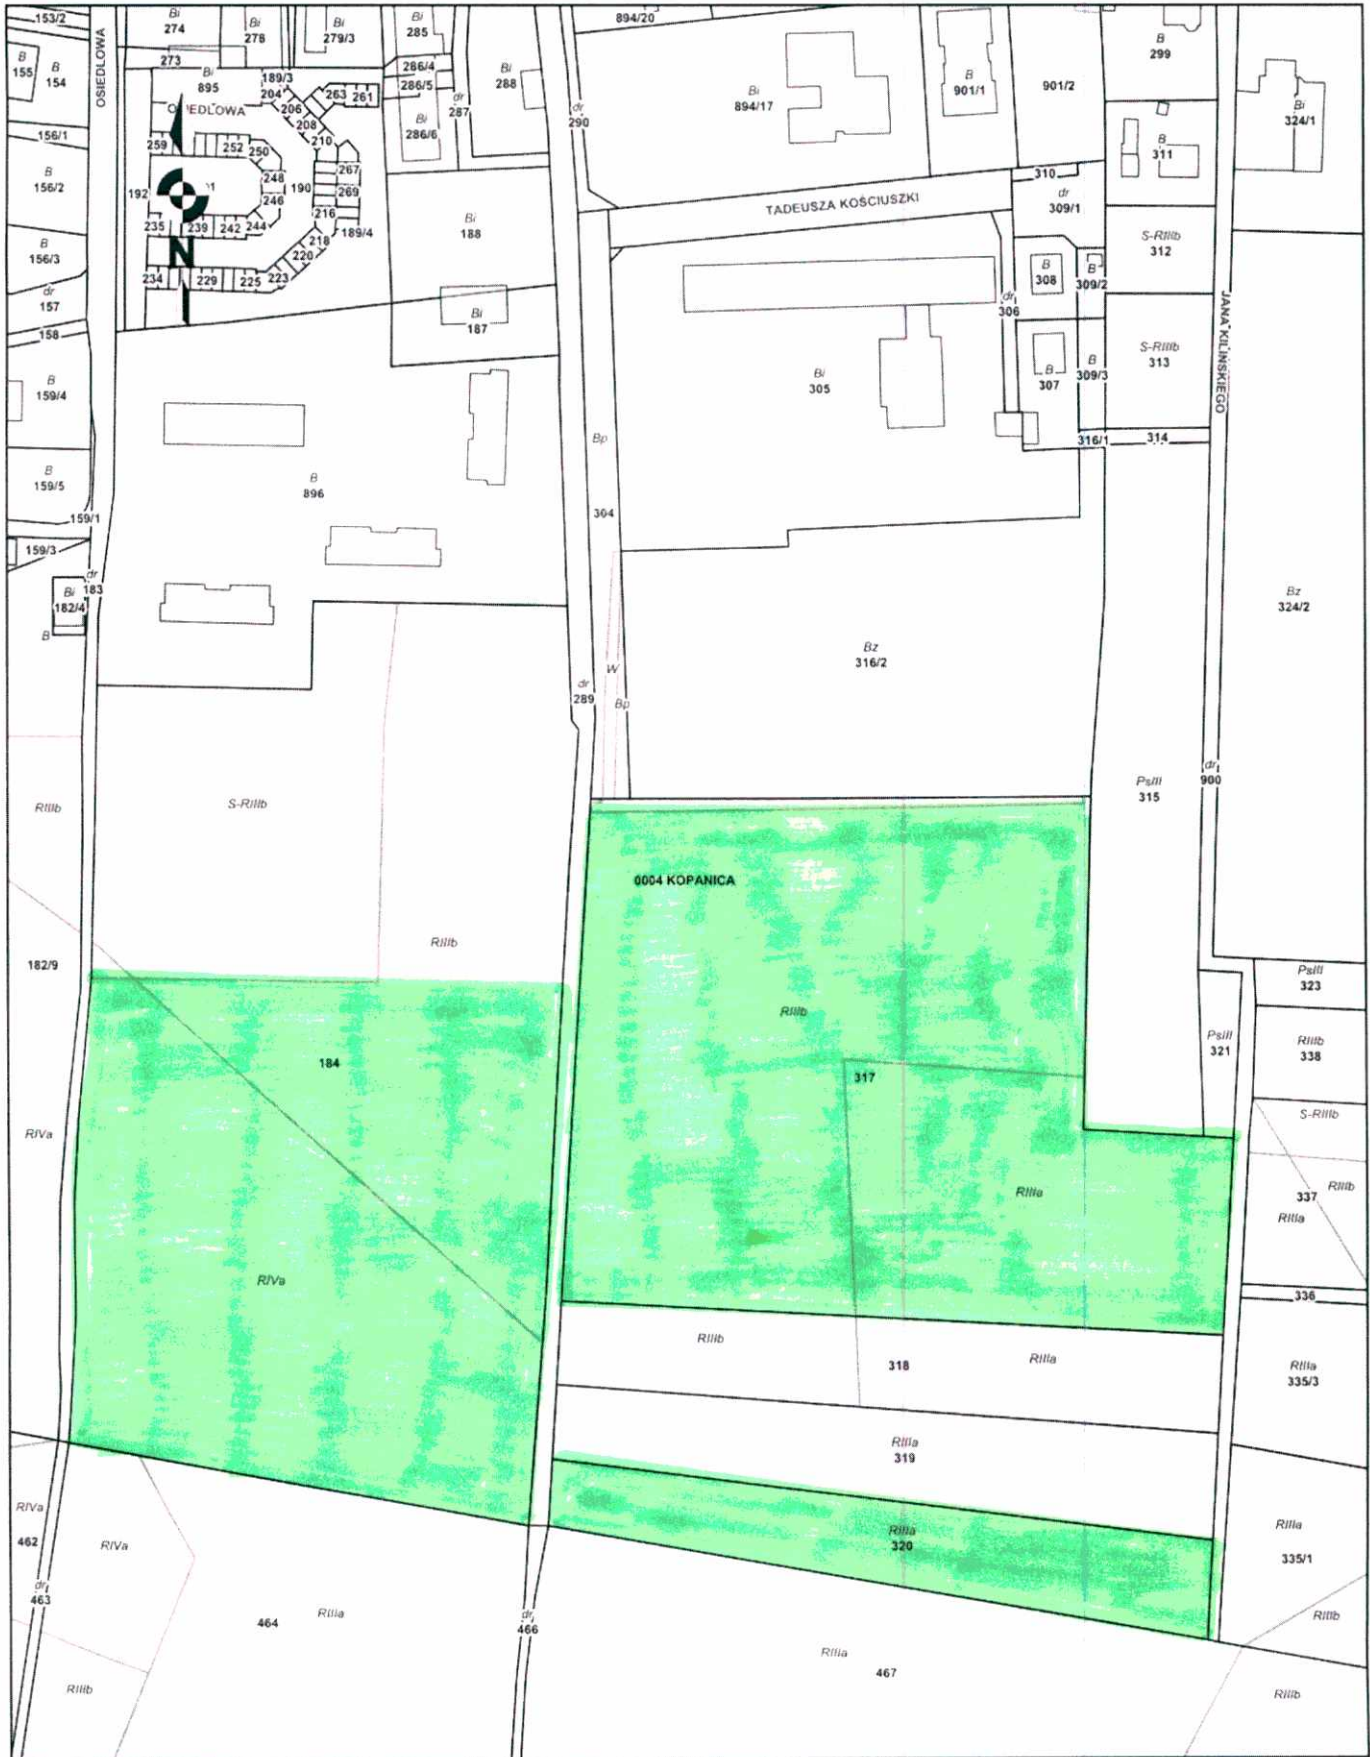 153/2
Bi
274
Bi
278
Bi
279/3
Bi
285
894/20
B
299
B
155
B
154
OSIEDLOWA
273
Bi
895
189/3
204
206
208
210
263
261
286/4
286/5
Bi
286/6
dr
287
Bi
288
dr
290
Bi
894/17
B
901/1
901/2
Bi
324/1
156/1
259
252
250
248
246
190
267
269
216
189/4
B
311
B
156/2
192
235
239
242
244
218
220
Bi
188
TADEUSZA KOŚCIUSZKI
310
dr
309/1
S-RIIIb
312
B
156/3
N
234
229
225
223
dr
157
158
Bi
187
B
308
B
309/2
dr
306
JANA KILIŃSKIEGO
B
159/4
Bi
305
B
307
B
309/3
S-RIIIb
313
Bp
316/1
314
B
159/5
B
896
304
159/1
159/3
dr
183
Bi
182/4
B
Bz
324/2
Bz
316/2
W
dr
289
Bp
PsIII
315
dr
900
RIIIb
S-RIIIb
0004 KOPANICA
RIIIb
182/9
PsIII
323
RIIIb
184
317
PsIII
321
RIIIb
338
S-RIIIb
RIVa
RIIIa
337
RIIIb
RIIIa
RIVa
336
RIIIb
318
RIIIa
RIIIa
335/3
RIIIa
319
RIVa
462
RIVa
RIIIa
320
RIIIa
335/1
dr
463
464
RIIIa
dr
466
RIIIb
RIIIa
467
RIIIb
RIIIb